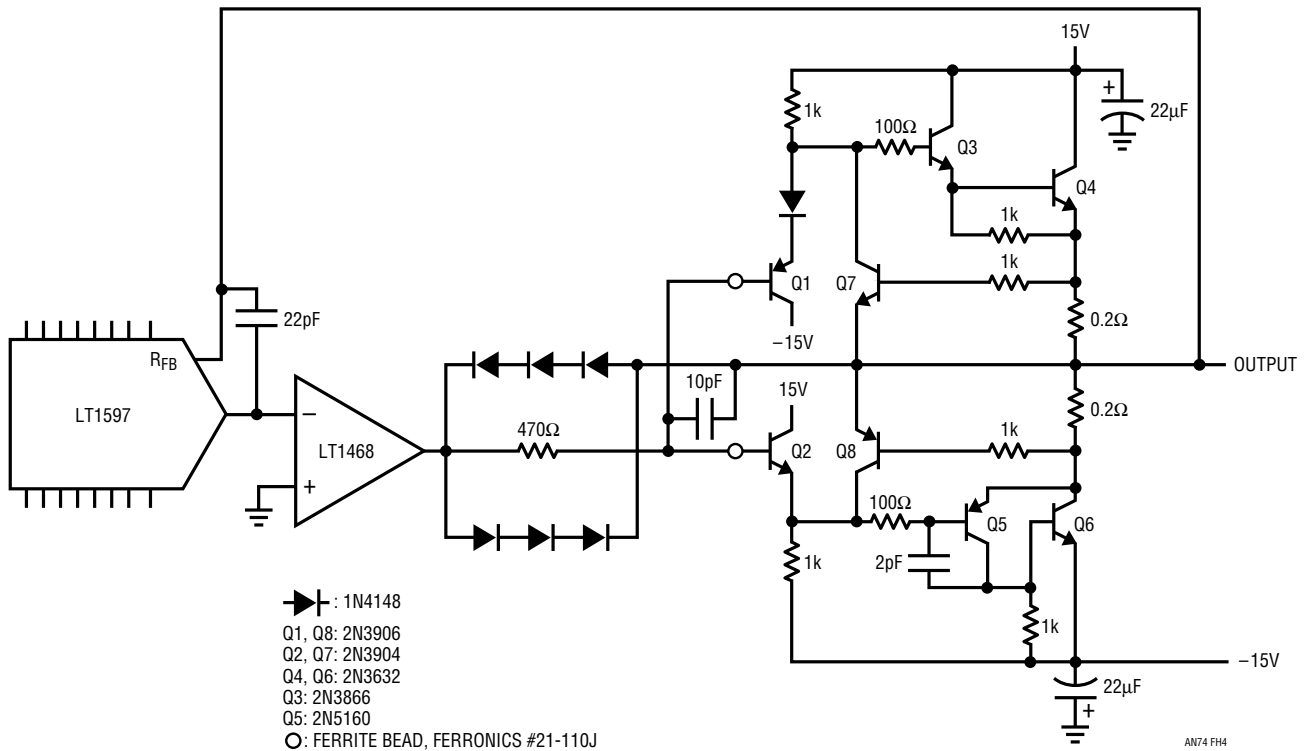 15V
1k
100Ω
Q3
+
22µF
Q4
1k
Q1
Q7
1k
22pF
0.2Ω
RFB
–15V
OUTPUT
10pF
15V
LT1597
–
LT1468
+
470Ω
0.2Ω
Q2
Q8
1k
100Ω
Q5
Q6
1k
2pF
1k
–15V
22µF
+
: 1N4148
Q1, Q8: 2N3906
Q2, Q7: 2N3904
Q4, Q6: 2N3632
Q3: 2N3866
Q5: 2N5160
: FERRITE BEAD, FERRONICS #21-110J
AN74 FH4